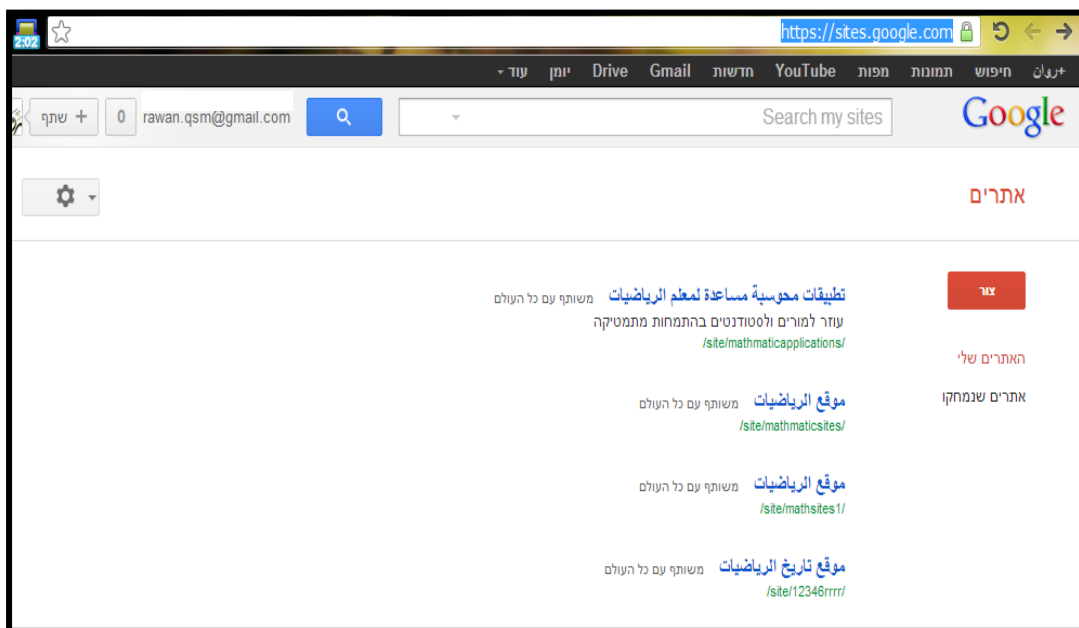 2:02 https://sites.google.com
+روان חיפוש תמונות מפות YouTube חדשות Gmail Drive יומן עוד
Google Search my sites rawan.qsm@gmail.com 0 + שתף
אתרים
צור
האתרים שלי
אתרים שנמחקו
تطبيقات محوسبة مساعدة لمعلم الرياضيات משותף עם כל העולם
עוזר למורים ולסטודנטים בהתמחות מתמטיקה
/site/mathmaticapplications/
موقع الرياضيات משותף עם כל העולם
/site/mathmaticsites/
موقع الرياضيات משותף עם כל העולם
/site/mathsites1/
موقع تاريخ الرياضيات משותף עם כל העולם
/site/12346rrrr/